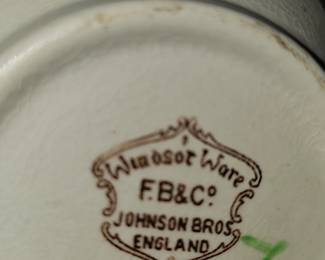 Windsor Ware
F.B&Co.
JOHNSON BROS
ENGLAND